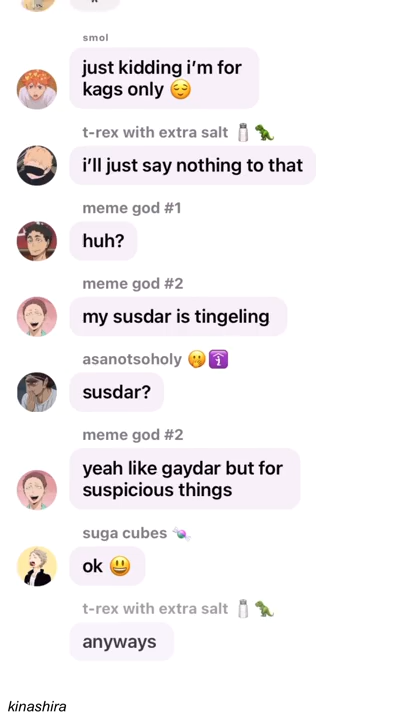 smol
just kidding i'm for
kags only 😌
t-rex with extra salt 🧂🦖
i'll just say nothing to that
meme god #1
huh?
meme god #2
my susdar is tingeling
asanotsoholy 🤫🛐
susdar?
meme god #2
yeah like gaydar but for
suspicious things
suga cubes 🍬
ok 😃
t-rex with extra salt 🧂🦖
anyways
kinashira